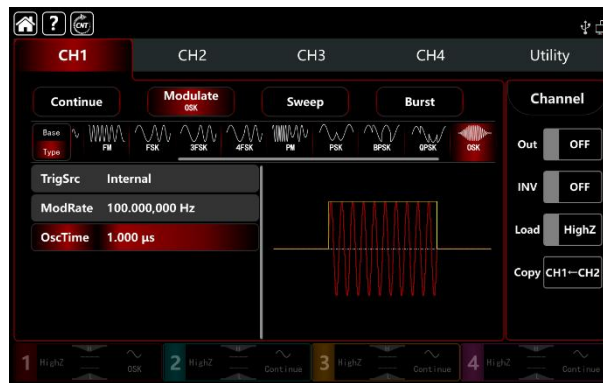 ? CNT
CH1 CH2 CH3 CH4 Utility
Continue Modulate Sweep Burst Channel
OSK
Base
Type FM FSK 3FSK 4FSK PM PSK BPSK QPSK OSK
Out OFF
TrigSrc Internal
INV OFF
ModRate 100.000,000 Hz
Load HighZ
OscTime 1.000 µs
Copy CH1←CH2
1 HighZ OSK 2 HighZ Continue 3 HighZ Continue 4 HighZ Continue